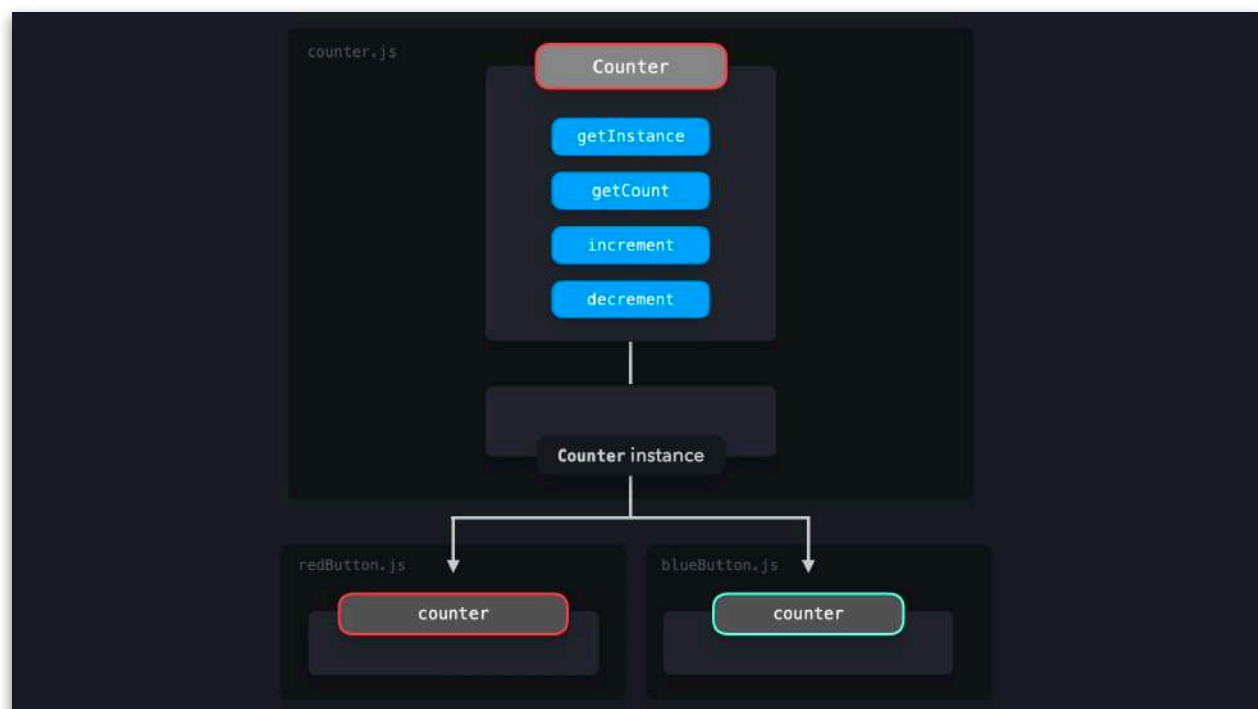 counter.js
Counter
getInstance
getCount
increment
decrement
Counter instance
redButton.js
blueButton.js
counter
counter